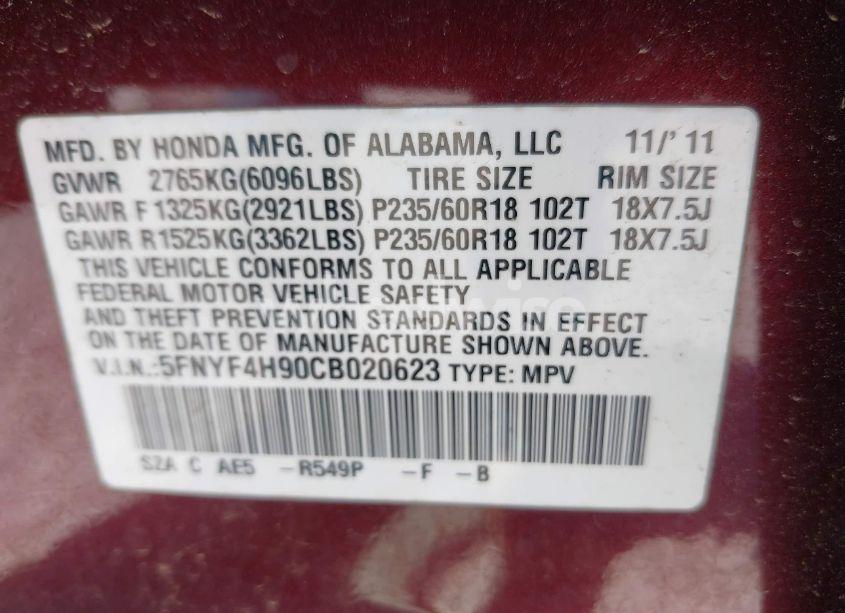 MFD. BY HONDA MFG. OF ALABAMA, LLC 11/'11
GVWR 2765KG(6096LBS) TIRE SIZE RIM SIZE
GAWR F 1325KG(2921LBS) P235/60R18 102T 18X7.5J
GAWR R1525KG(3362LBS) P235/60R18 102T 18X7.5J
THIS VEHICLE CONFORMS TO ALL APPLICABLE
FEDERAL MOTOR VEHICLE SAFETY
AND THEFT PREVENTION STANDARDS IN EFFECT
ON THE DATE OF MANUFACTURE SHOWN ABOVE.
V.I.N.:5FNYF4H90CB020623 TYPE: MPV
SZA C AE5 -R549P -F -B